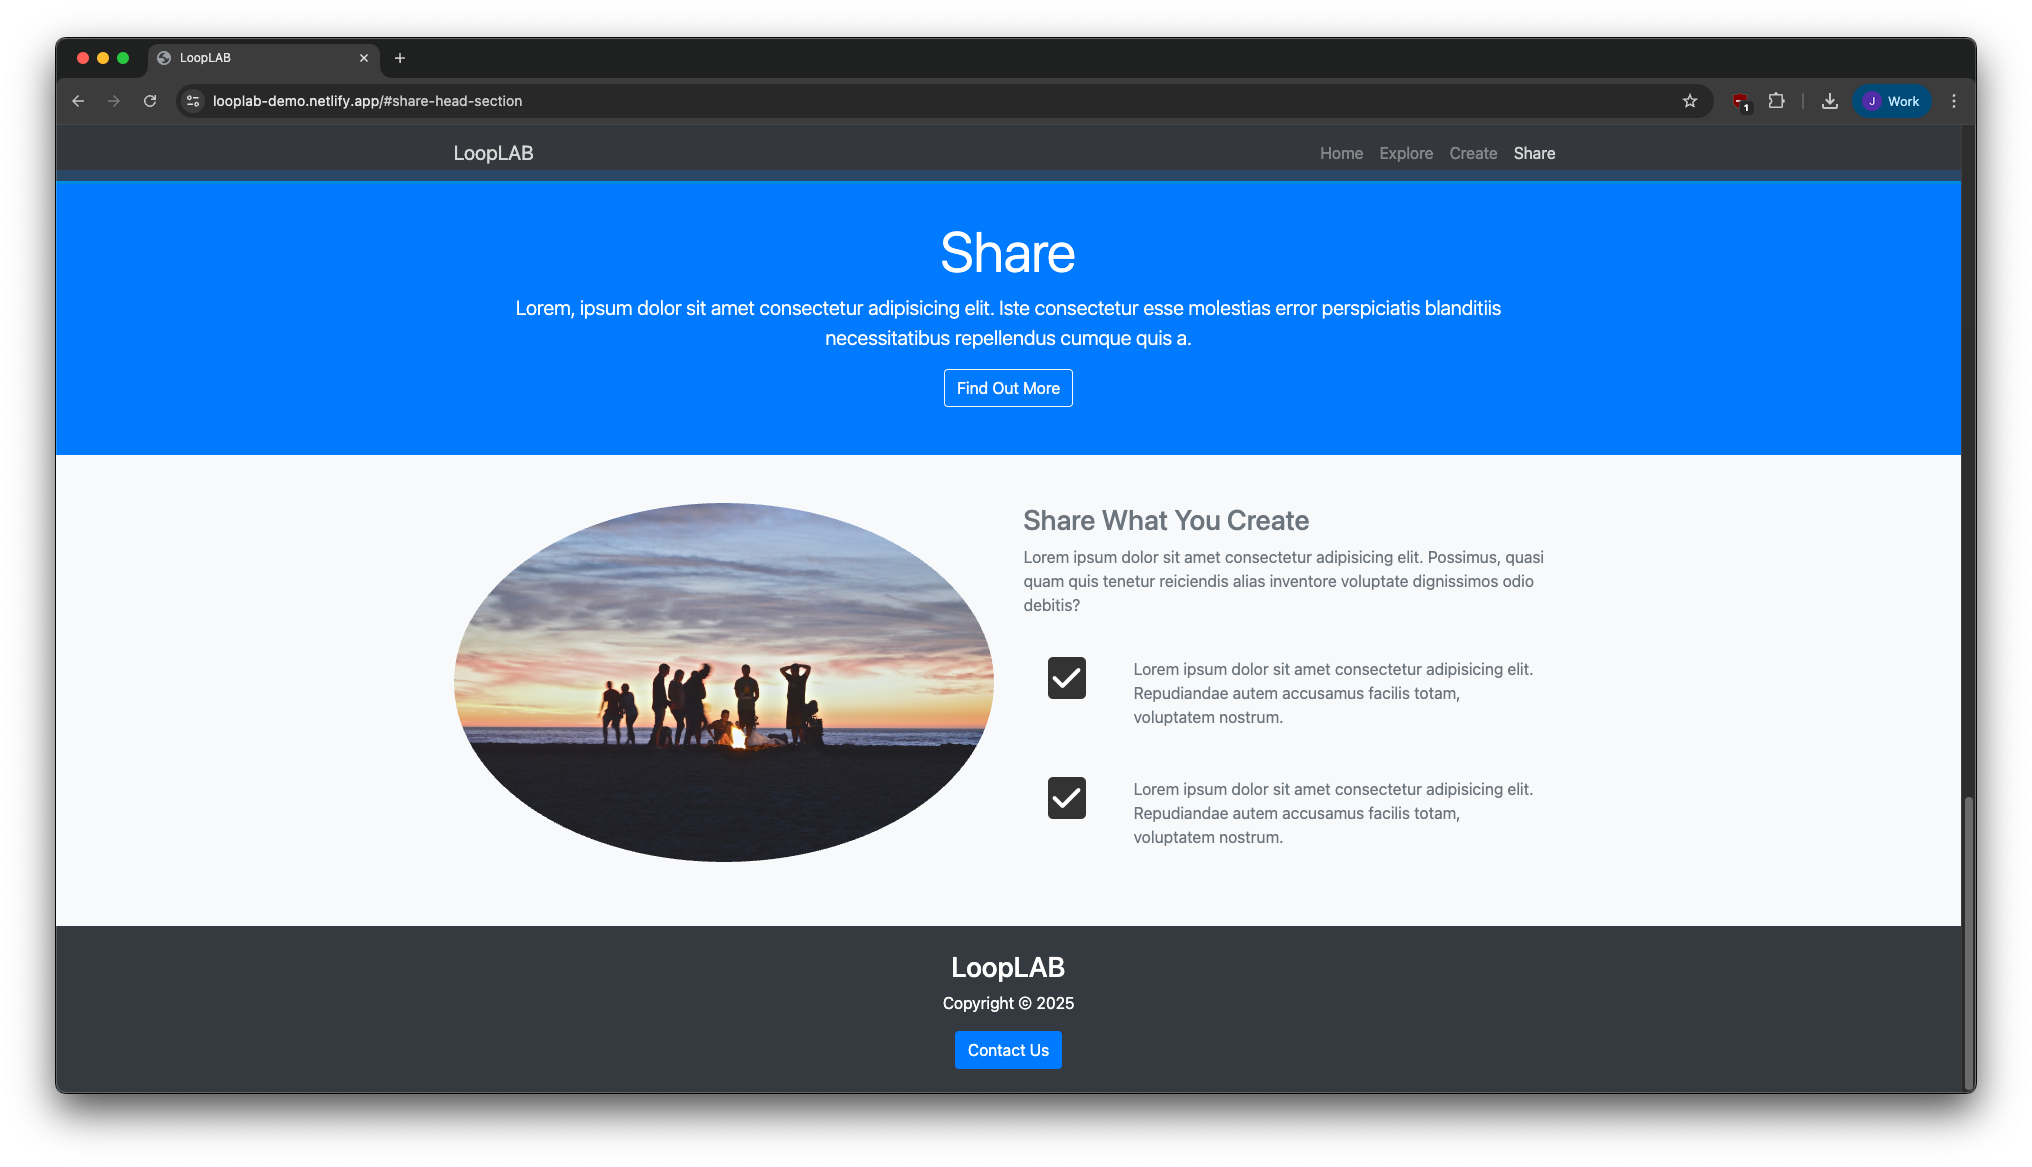 LoopLAB
looplab-demo.netlify.app/#share-head-section
1
J
Work
LoopLAB
Home
Explore
Create
Share
Share
Lorem, ipsum dolor sit amet consectetur adipisicing elit. Iste consectetur esse molestias error perspiciatis blanditiis
necessitatibus repellendus cumque quis a.
Find Out More
Share What You Create
Lorem ipsum dolor sit amet consectetur adipisicing elit. Possimus, quasi
quam quis tenetur reiciendis alias inventore voluptate dignissimos odio
debitis?
Lorem ipsum dolor sit amet consectetur adipisicing elit.
Repudiandae autem accusamus facilis totam,
voluptatem nostrum.
Lorem ipsum dolor sit amet consectetur adipisicing elit.
Repudiandae autem accusamus facilis totam,
voluptatem nostrum.
LoopLAB
Copyright © 2025
Contact Us